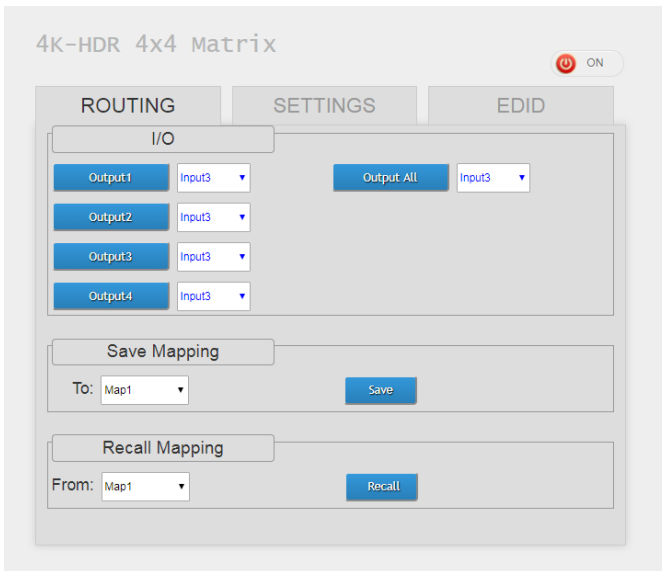 4K-HDR 4x4 Matrix
ON
ROUTING SETTINGS EDID
I/O
Output1 Input3 Output All Input3
Output2 Input3
Output3 Input3
Output4 Input3
Save Mapping
To: Map1 Save
Recall Mapping
From: Map1 Recall